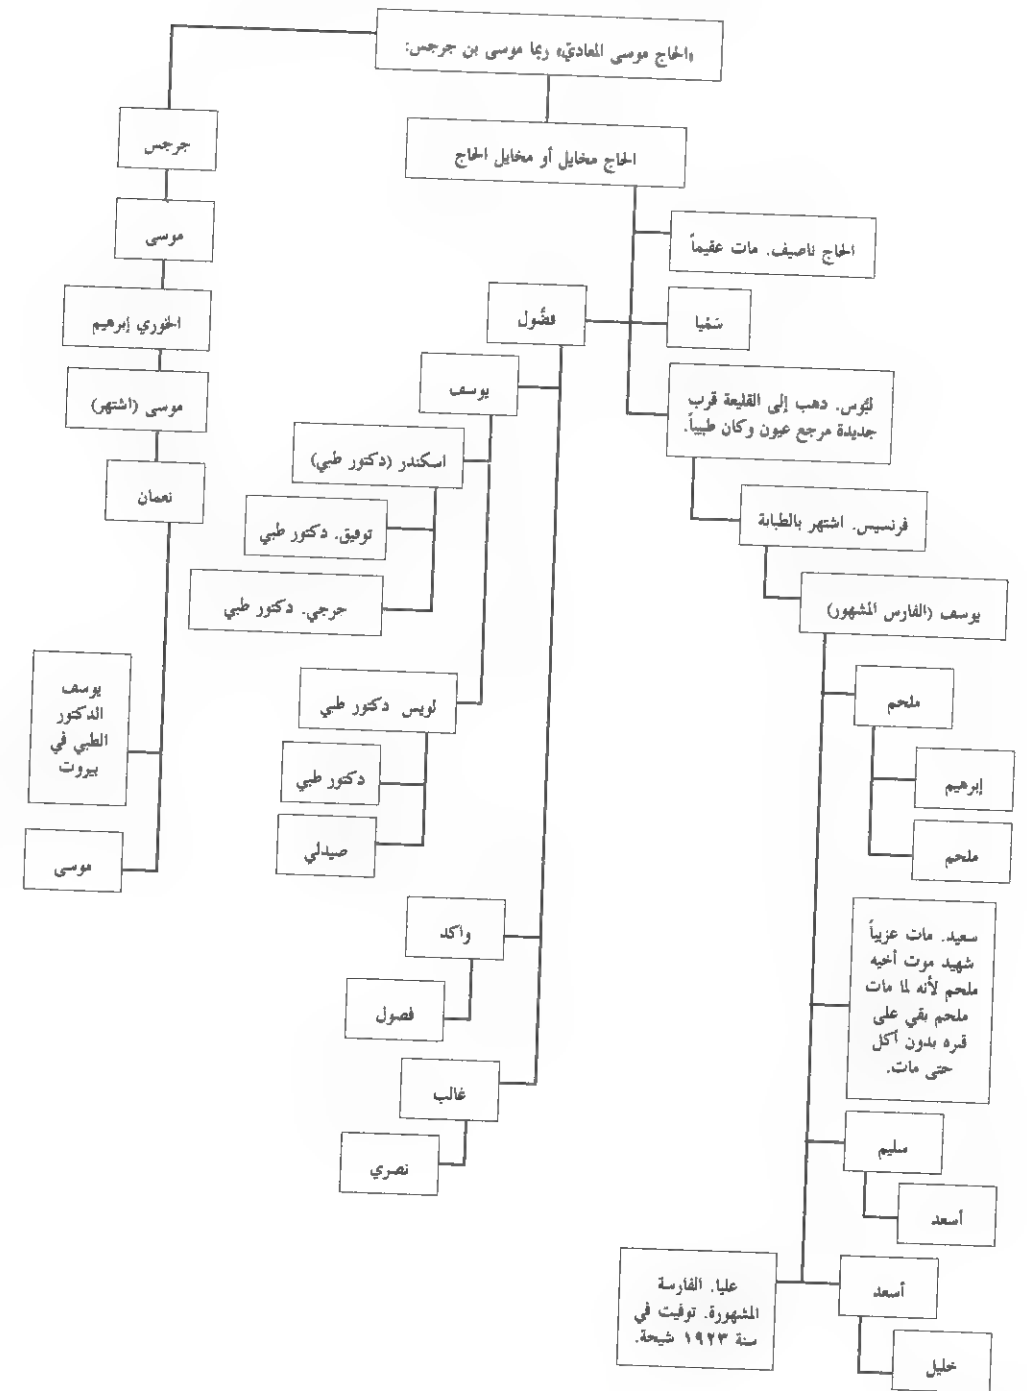 «الحاج موسى المعاديّ» ربما موسى بن جرجس:
جرجس
موسى
الخوري إبرهيم
موسى (اشتهر)
نعمان
يوسف
الدكتور
الطبي في
بيروت
موسى
الحاج مخايل أو مخايل الحاج
الحاج ناصيف. مات عقيماً
سَمْيا
فضُّول
يوسف
اسكندر (دكتور طبي)
توفيق. دكتور طبي
جرجي. دكتور طبي
لويس دكتور طبي
دكتور طبي
صيدلي
واكد
فصول
غالب
نصري
لبُوس. دهب إلى القليعة قرب
جديدة مرجع عيون وكان طبيباً.
فرنسيس. اشتهر بالطبابة
يوسف (الفارس المشهور)
ملحم
إبرهيم
ملحم
سعيد. مات عزيباً
شهيد موت أخيه
ملحم لأنه لما مات
ملحم بقي على
قبره بدون أكل
حتى مات.
سليم
أسعد
أسعد
خليل
عليا. الفارسة
المشهورة. توفيت في
سنة ١٩٢٣ شيحة.